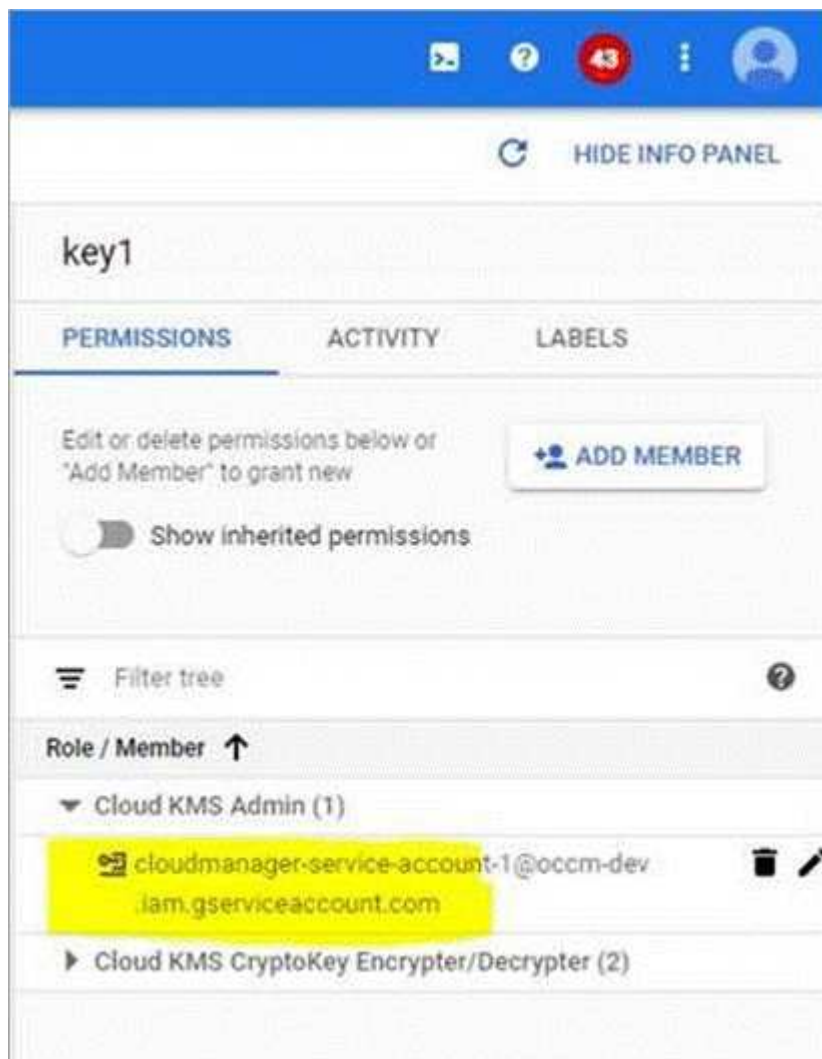 43
HIDE INFO PANEL
key1
PERMISSIONS ACTIVITY LABELS
Edit or delete permissions below or
"Add Member" to grant new
ADD MEMBER
Show inherited permissions
Filter tree
Role / Member
Cloud KMS Admin (1)
cloudmanager-service-account-1@occm-dev
.iam.gserviceaccount.com
Cloud KMS CryptoKey Encrypter/Decrypter (2)